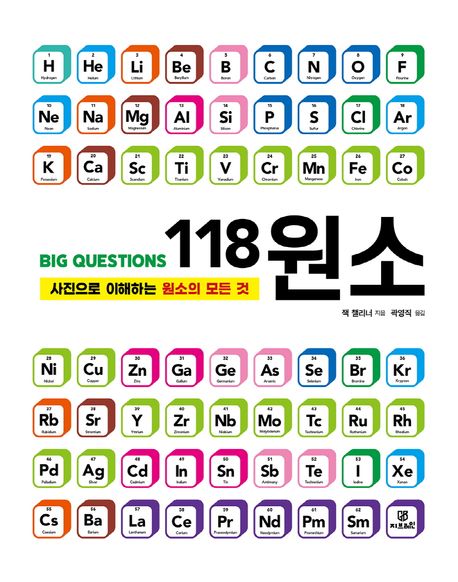 1 2 3 4 5 6 7 8 9
H He Li Be B C N O F
Hydrogen Helium Lithium Beryllium Boron Carbon Nitrogen Oxygen
10 11 12 13 14 15 16 17 18
Ne Na Mg Al Si P S Cl Ar
Neon Sodium Magnesium Aluminium Silicon Phosphorus Sulfur Chlorine Argon
20 21 22 23 24 25 26 27
K Ca Sc Ti V Cr Mn Fe Co
Potassium Calcium Scandium Titanium Vanadium Chromium Manganese Iron Cobalt
BIG QUESTIONS 118원소
사진으로 이해하는 원소의 모든 것
잭 챌리너 지음 곽영직 옮김
28 29 30 31 32 33 34 35 36
Ni Cu Zn Ga Ge As Se Br Kr
Nickel Copper Zinc Gallium Germanium Arsenic Selenium Bromine Krypton
37 38 39 40 41 42 43 44 45
Rb Sr Y Zr Nb Mo Tc Ru Rh
Rubidium Strontium Yttrium Zirconium Niobium Molybdenum Technetium Ruthenium Rhodium
46 47 48 49 50 51 52 53 54
Pd Ag Cd In Sn Sb Te I Xe
Palladium Silver Cadmium Indium Tin Antimony Iodine Xenon
55 56 57 58 59 60 61 62
Cs Ba La Ce Pr Nd Pm Sm
Caesium Barium Lanthanum Cerium Praseodymium Neodymium Promethium Samarium
지브레인